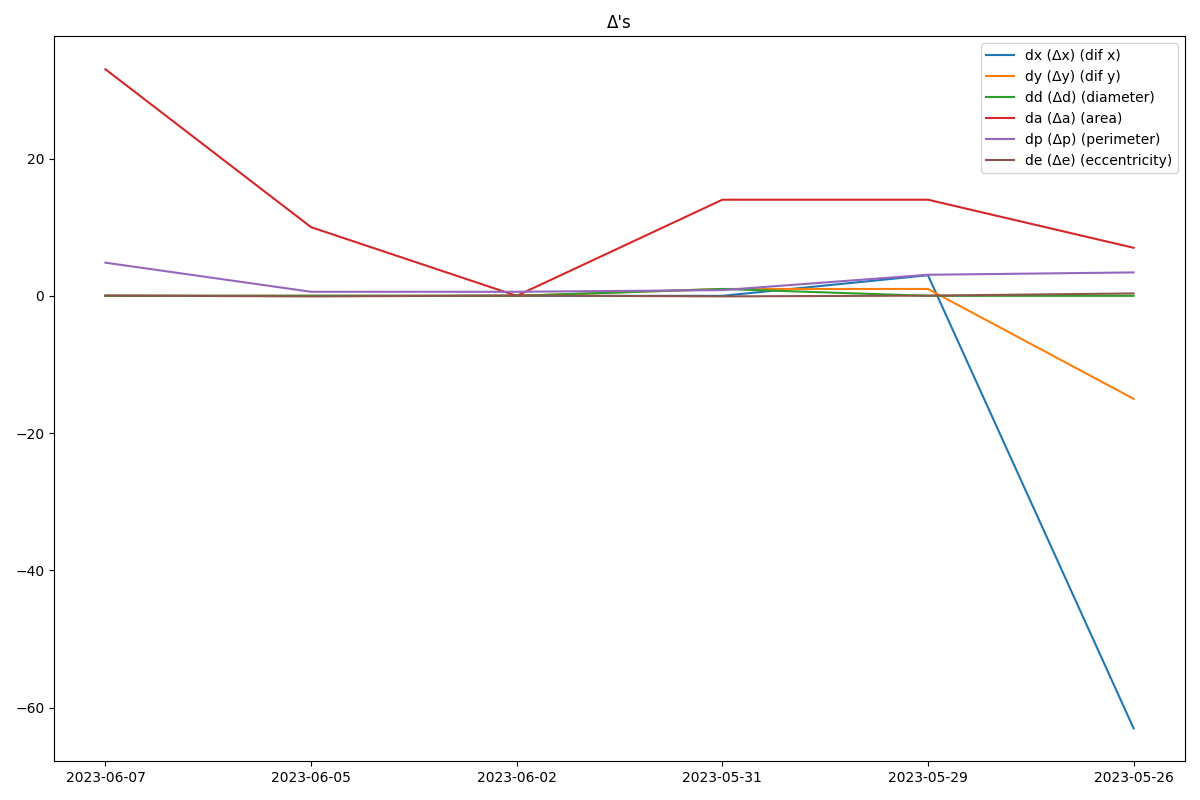 Δ's
dx (Δx) (dif x)
dy (Δy) (dif y)
dd (Δd) (diameter)
da (Δa) (area)
dp (Δp) (perimeter)
de (Δe) (eccentricity)
20
0
−20
−40
−60
2023-06-07 2023-06-05 2023-06-02 2023-05-31 2023-05-29 2023-05-26